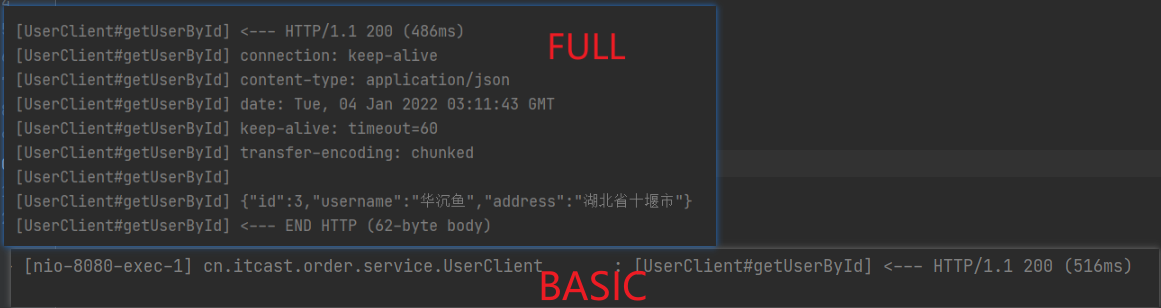 [UserClient#getUserById] <--- HTTP/1.1 200 (486ms)
FULL
[UserClient#getUserById] connection: keep-alive
[UserClient#getUserById] content-type: application/json
[UserClient#getUserById] date: Tue, 04 Jan 2022 03:11:43 GMT
[UserClient#getUserById] keep-alive: timeout=60
[UserClient#getUserById] transfer-encoding: chunked
[UserClient#getUserById]
[UserClient#getUserById] {"id":3,"username":"华沉鱼","address":"湖北省十堰市"}
[UserClient#getUserById] <--- END HTTP (62-byte body)
[nio-8080-exec-1] cn.itcast.order.service.UserClient : [UserClient#getUserById] <--- HTTP/1.1 200 (516ms)
BASIC